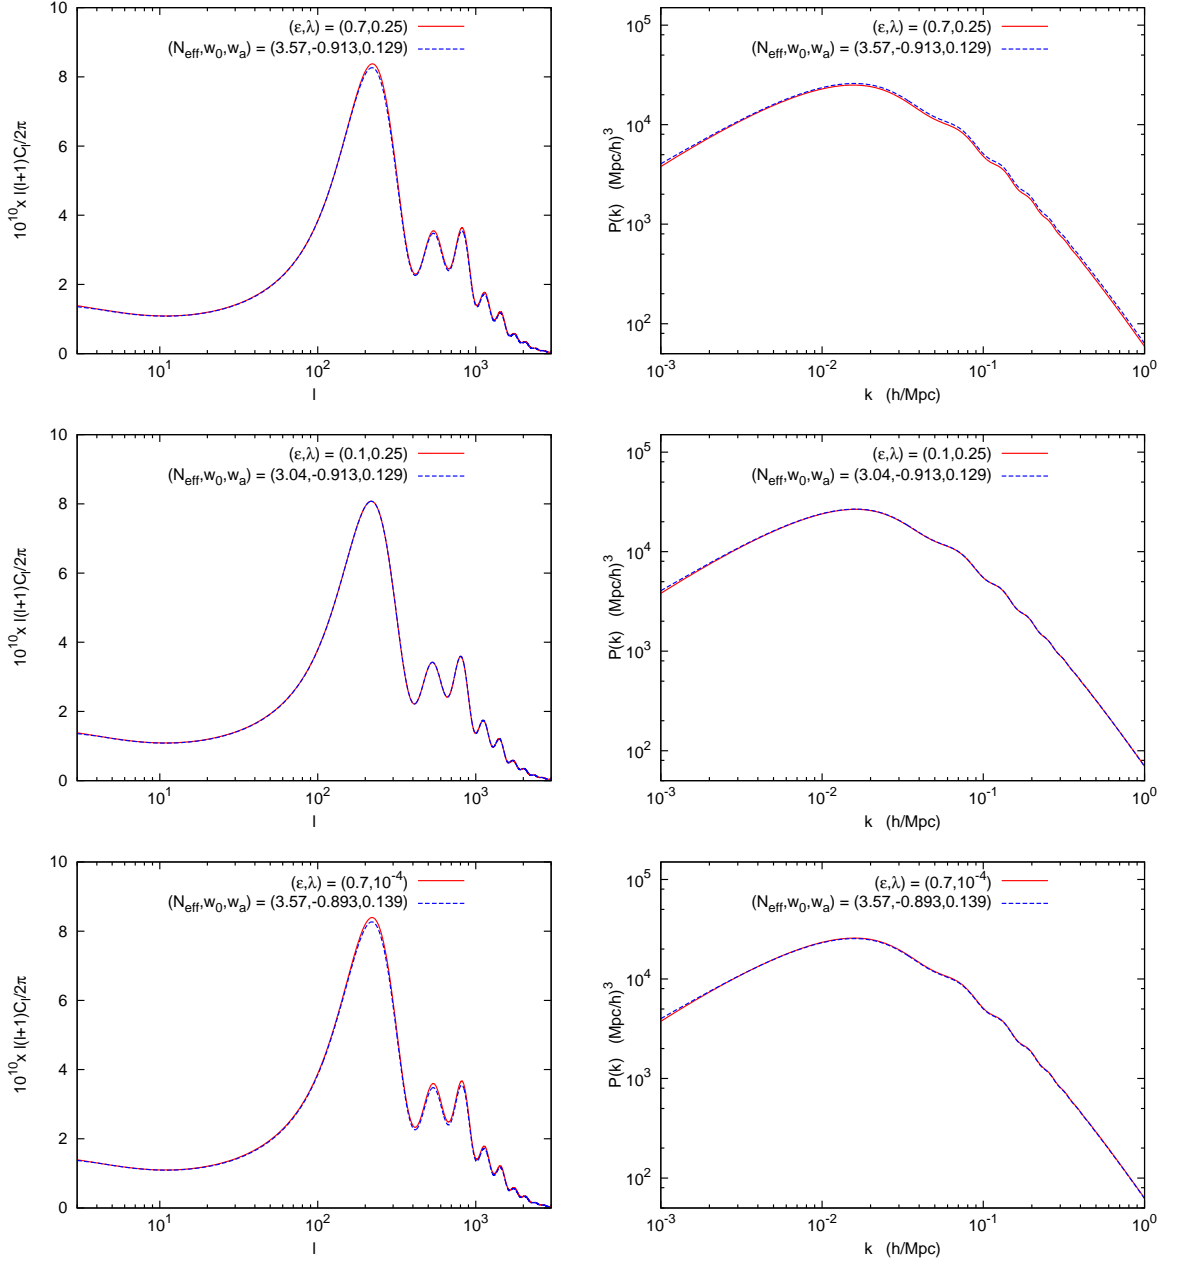 (ε,λ) = (0.7,0.25)
(N_eff,w_0,w_a) = (3.57,-0.913,0.129)
10^10 x l(l+1)C_l/2π
10
8
6
4
2
0
10^1
10^2
10^3
l
(ε,λ) = (0.7,0.25)
(N_eff,w_0,w_a) = (3.57,-0.913,0.129)
P(k) (Mpc/h)^3
10^5
10^4
10^3
10^2
10^-3
10^-2
10^-1
10^0
k (h/Mpc)
(ε,λ) = (0.1,0.25)
(N_eff,w_0,w_a) = (3.04,-0.913,0.129)
10^10 x l(l+1)C_l/2π
10
8
6
4
2
0
10^1
10^2
10^3
l
(ε,λ) = (0.1,0.25)
(N_eff,w_0,w_a) = (3.04,-0.913,0.129)
P(k) (Mpc/h)^3
10^5
10^4
10^3
10^2
10^-3
10^-2
10^-1
10^0
k (h/Mpc)
(ε,λ) = (0.7,10^-4)
(N_eff,w_0,w_a) = (3.57,-0.893,0.139)
10^10 x l(l+1)C_l/2π
10
8
6
4
2
0
10^1
10^2
10^3
l
(ε,λ) = (0.7,10^-4)
(N_eff,w_0,w_a) = (3.57,-0.893,0.139)
P(k) (Mpc/h)^3
10^5
10^4
10^3
10^2
10^-3
10^-2
10^-1
10^0
k (h/Mpc)